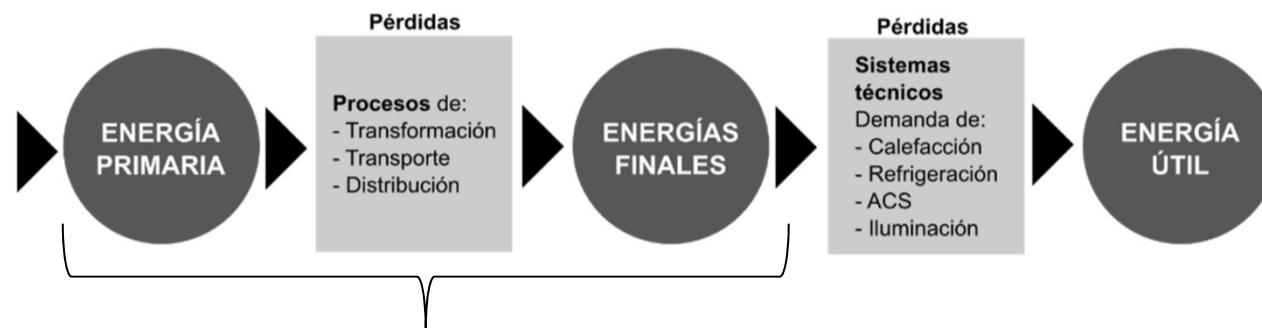 ENERGÍA
PRIMARIA
Pérdidas
Procesos de:
- Transformación
- Transporte
- Distribución
ENERGÍAS
FINALES
Pérdidas
Sistemas
técnicos
Demanda de:
- Calefacción
- Refrigeración
- ACS
- Iluminación
ENERGÍA
ÚTIL